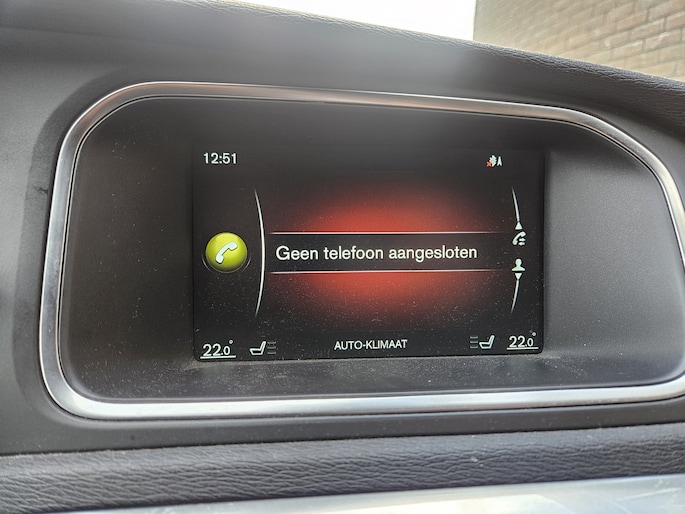 12:51
A
Geen telefoon aangesloten
22.0°
AUTO-KLIMAAT
22.0°